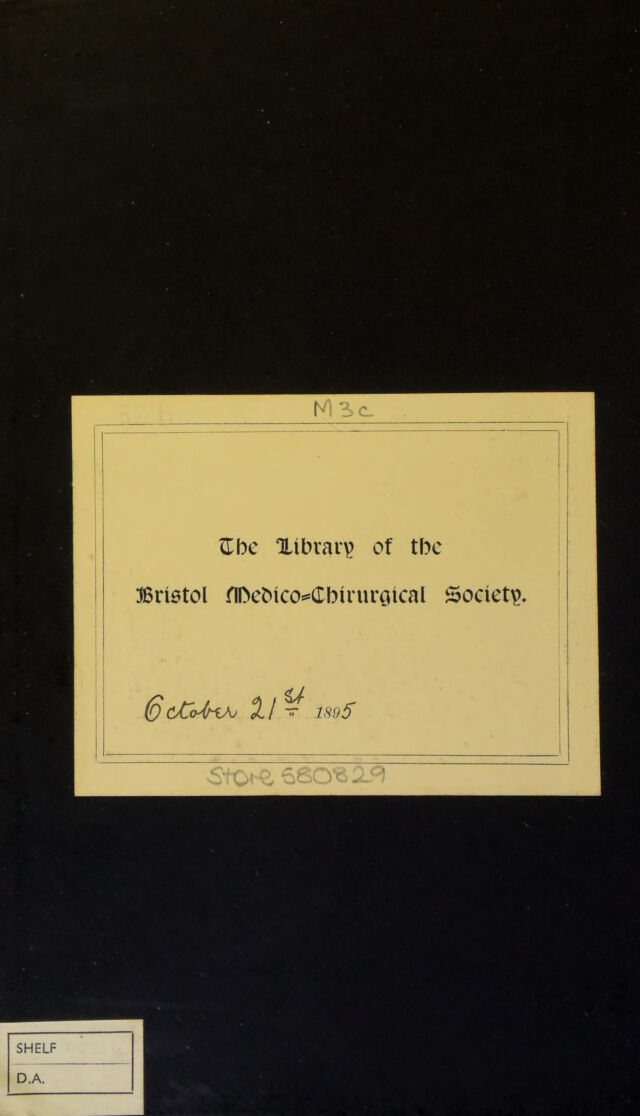 M3c
The Library of the
Bristol Medico=Chirurgical Society.
October 21st 1895
Store 580829
SHELF
D.A.